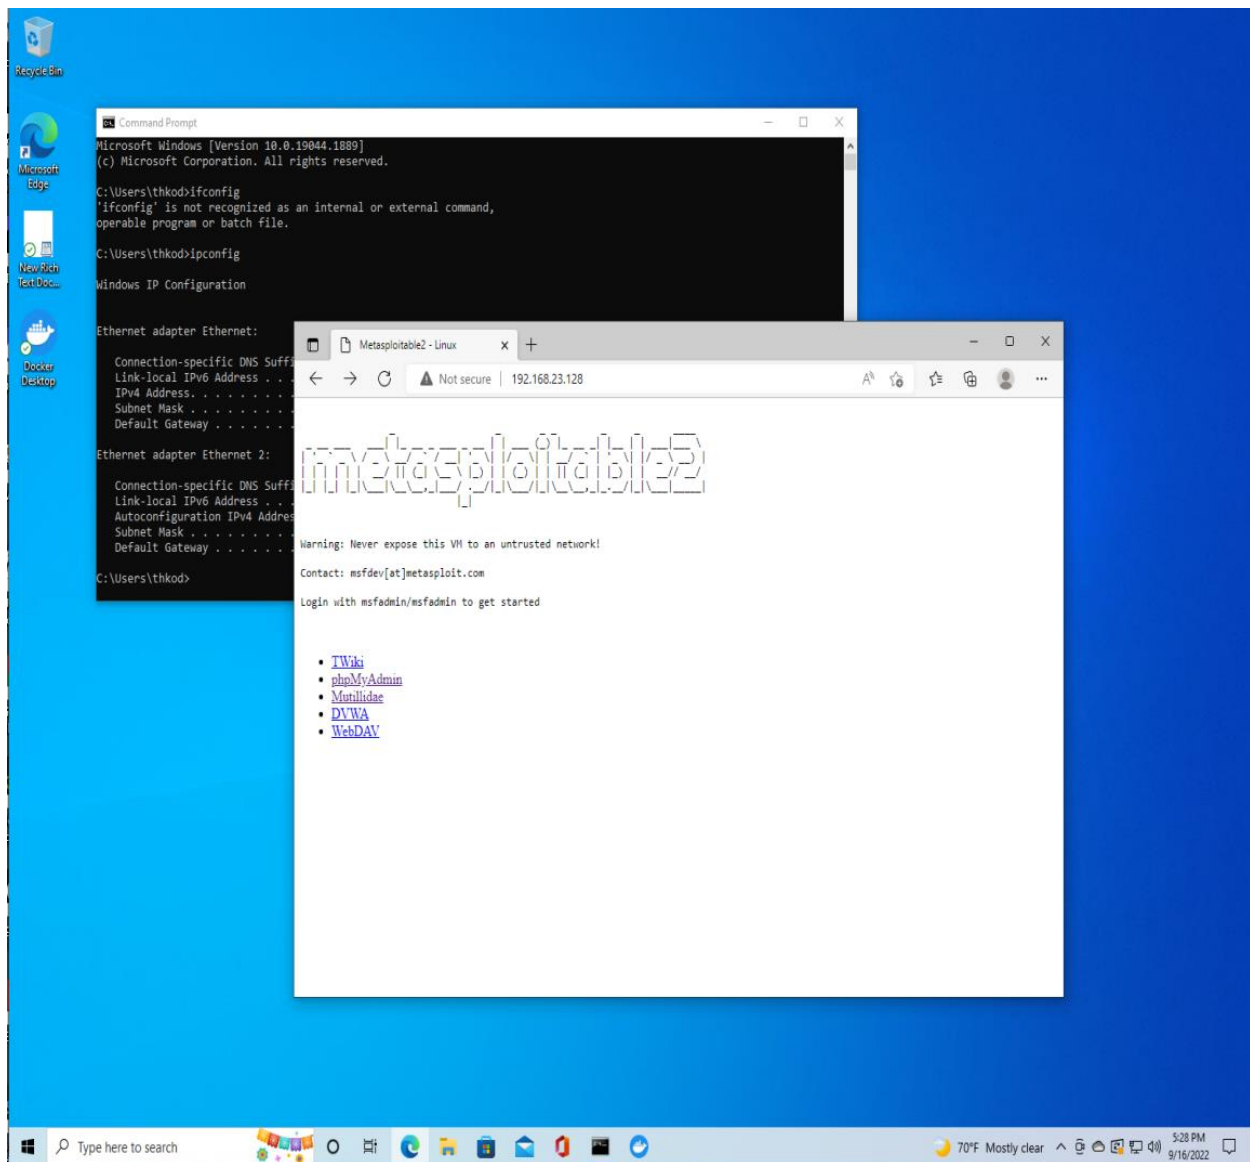 Recycle Bin
Microsoft
Edge
New Rich
Text Doc...
Docker
Desktop
Command Prompt
Microsoft Windows [Version 10.0.19044.1889]
(c) Microsoft Corporation. All rights reserved.
C:\Users\thkod>ifconfig
'ifconfig' is not recognized as an internal or external command,
operable program or batch file.
C:\Users\thkod>ipconfig
Windows IP Configuration
Ethernet adapter Ethernet:
Connection-specific DNS Suffi
Link-local IPv6 Address . . .
IPv4 Address. . . . . . . . .
Subnet Mask . . . . . . . . .
Default Gateway . . . . . . .
Ethernet adapter Ethernet 2:
Connection-specific DNS Suffi
Link-local IPv6 Address . . .
Autoconfiguration IPv4 Addres
Subnet Mask . . . . . . . . .
Default Gateway . . . . . . .
C:\Users\thkod>
Metasploitable2 - Linux
Not secure | 192.168.23.128
metasploitable2
Warning: Never expose this VM to an untrusted network!
Contact: msfdev[at]metasploit.com
Login with msfadmin/msfadmin to get started
TWiki
phpMyAdmin
Mutillidae
DVWA
WebDAV
Type here to search
70°F Mostly clear
5:28 PM
9/16/2022